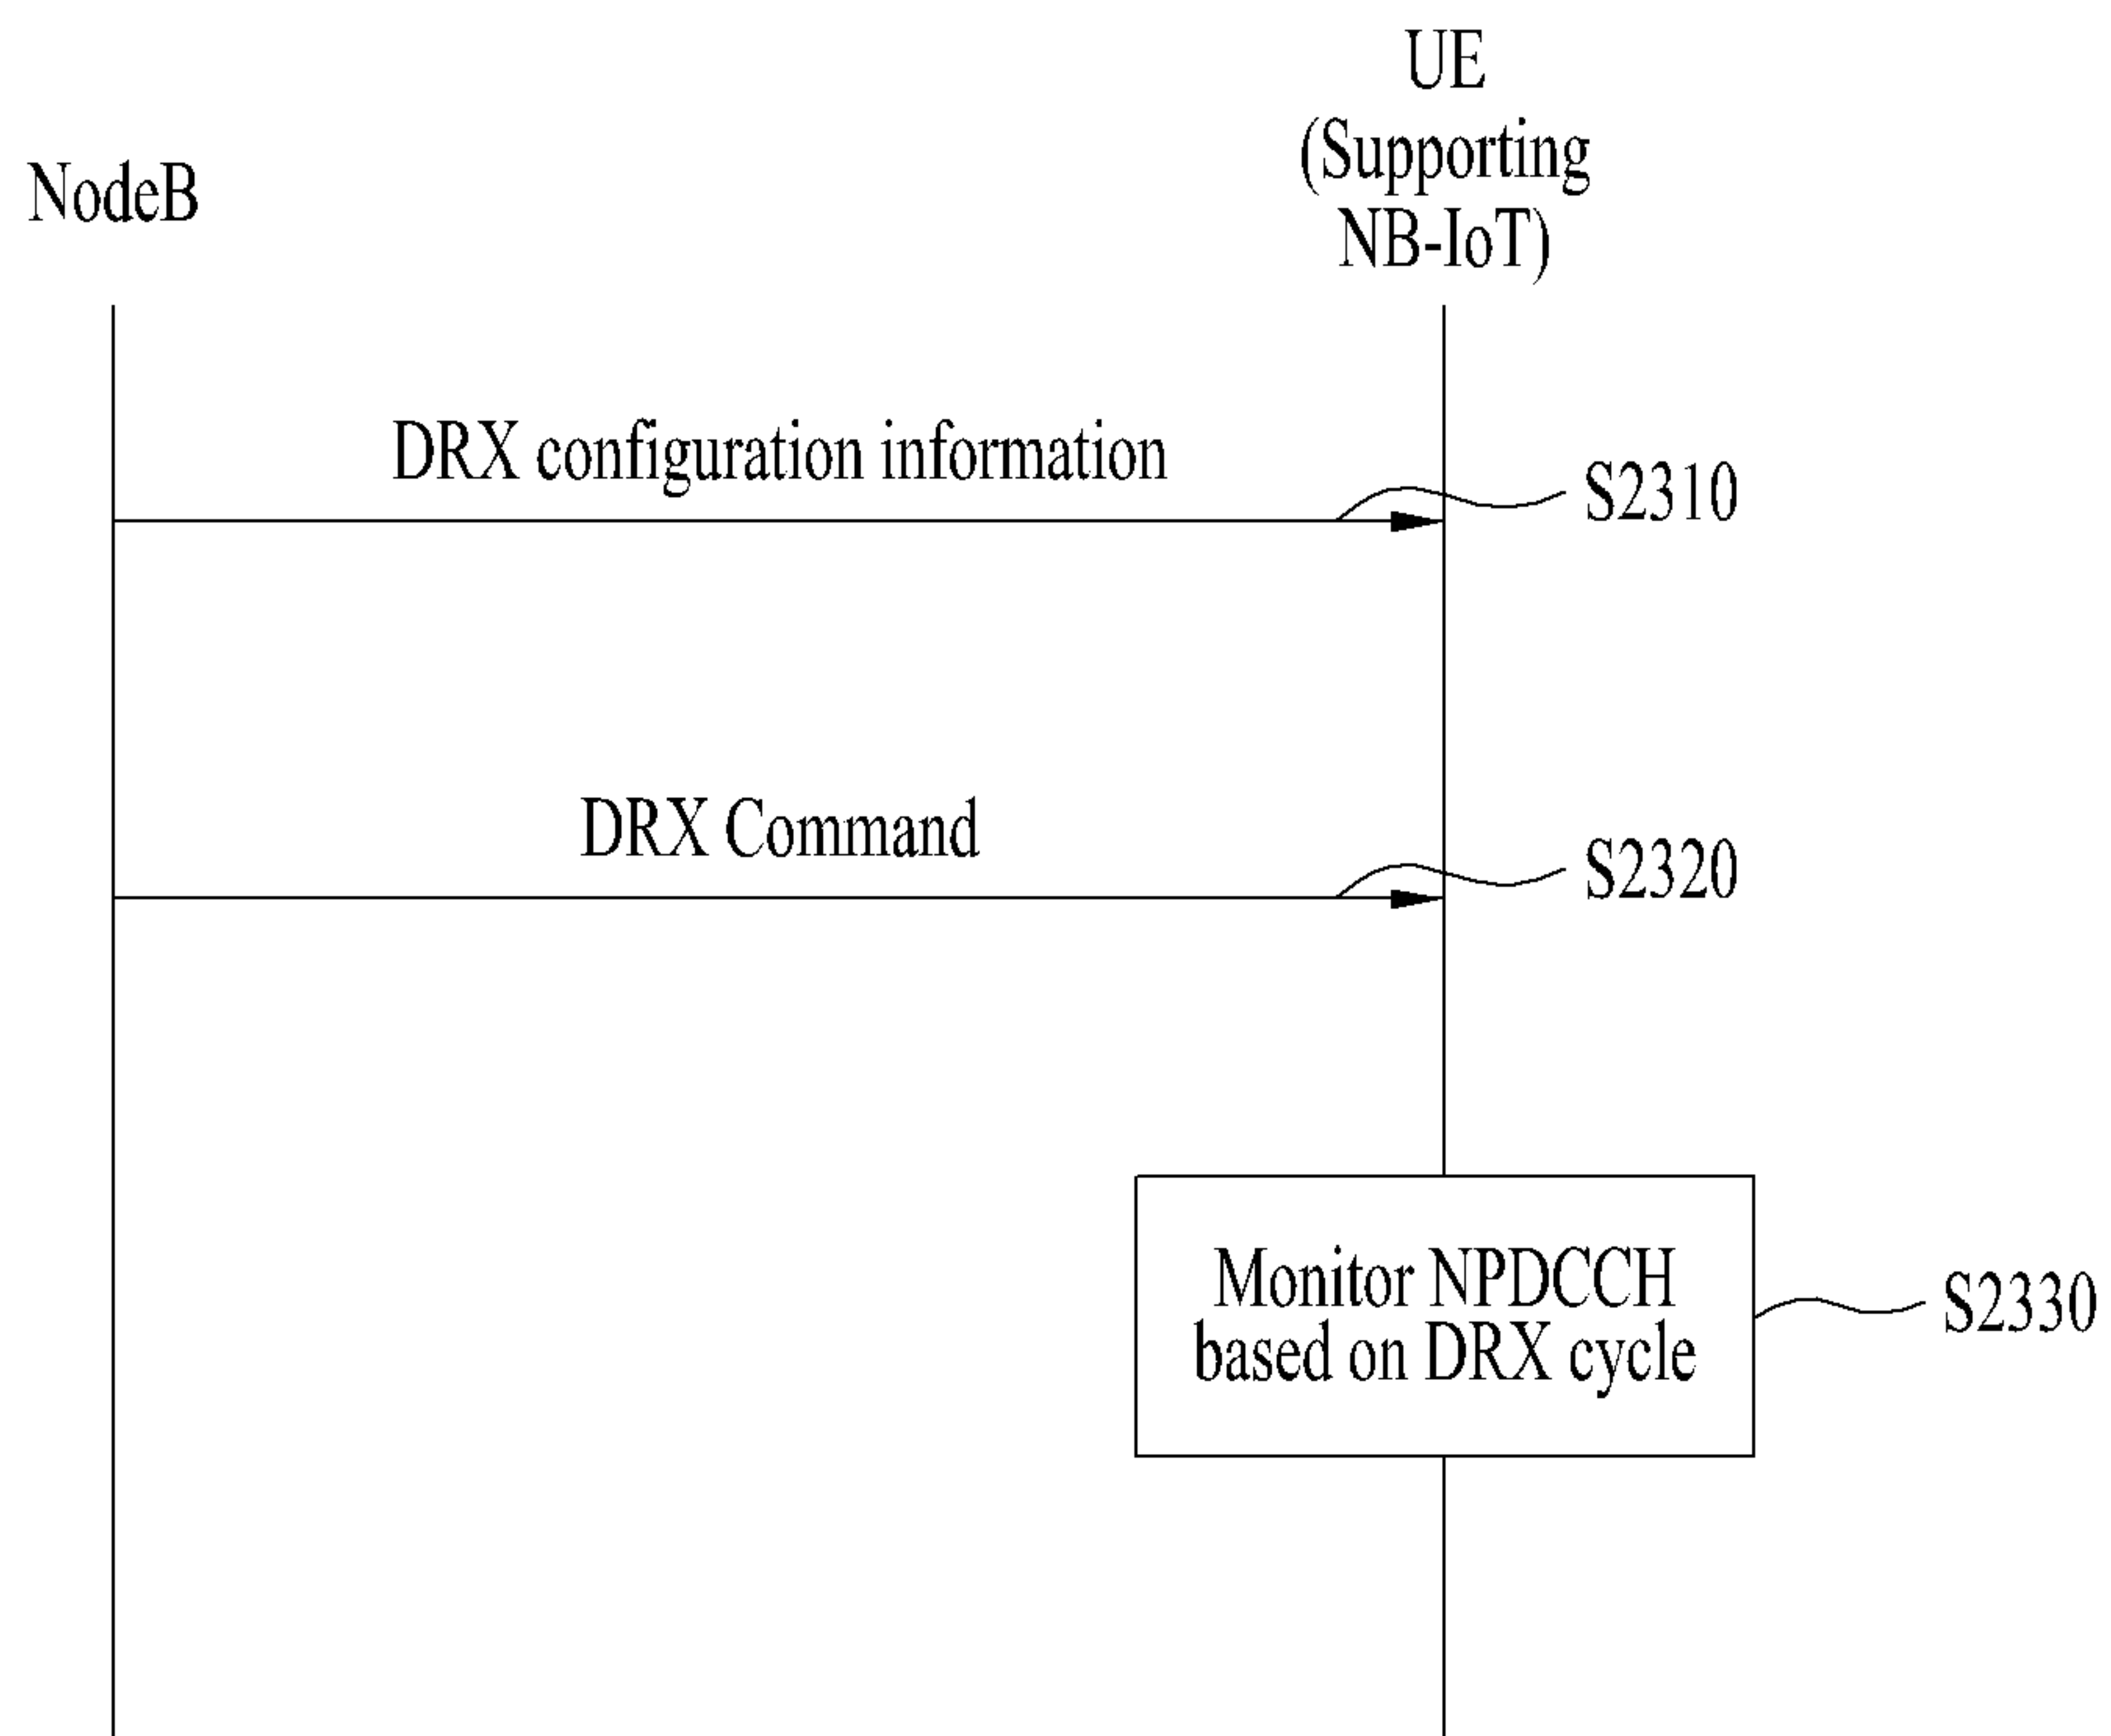 UE
(Supporting
NB-IoT)
NodeB
DRX configuration information
S2310
DRX Command
S2320
Monitor NPDCCH
based on DRX cycle
S2330